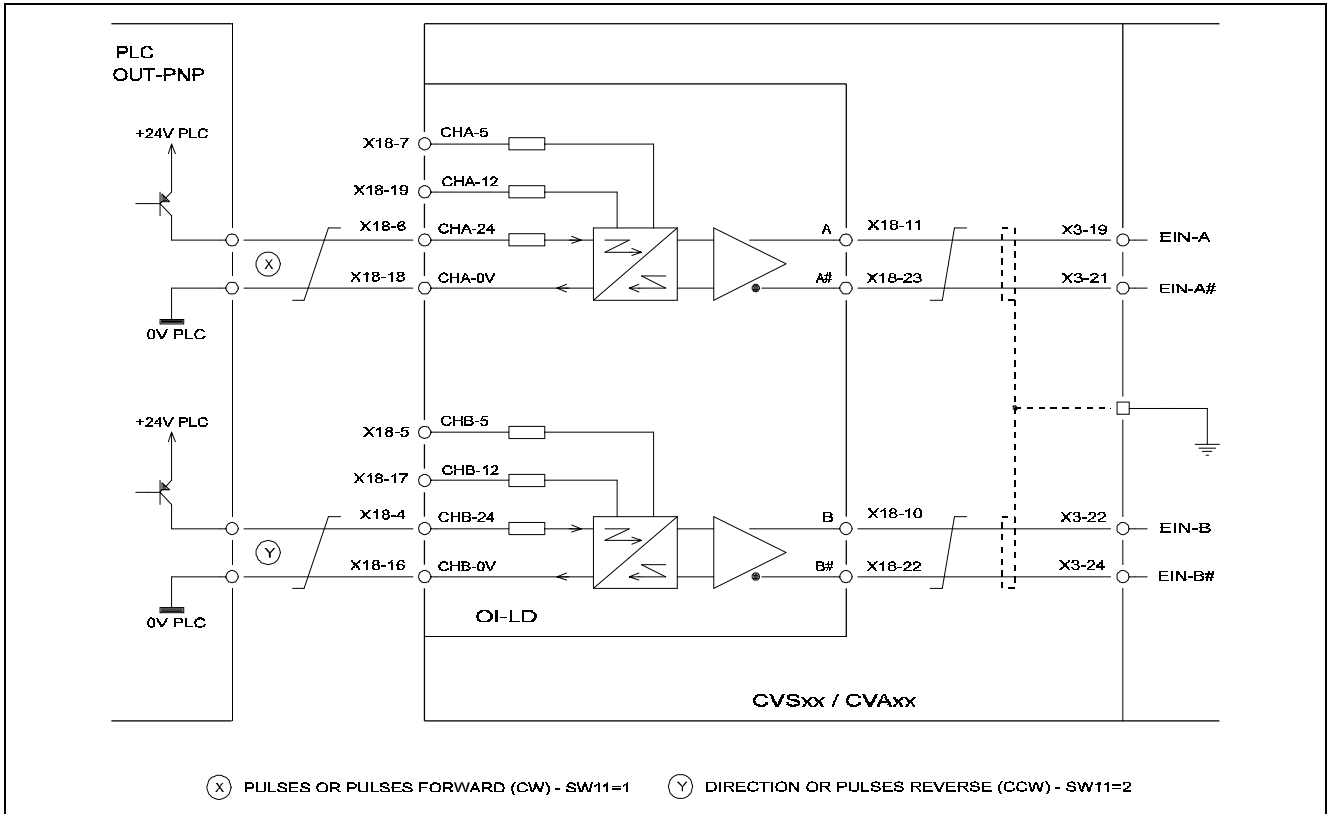 PLC
OUT-PNP
+24V PLC
X18-7 CHA-5
X18-19 CHA-12
X18-6 CHA-24 A X18-11 X3-19 EIN-A
X
X18-18 CHA-0V A# X18-23 X3-21 EIN-A#
0V PLC
+24V PLC
X18-5 CHB-5
X18-17 CHB-12
X18-4 CHB-24 B X18-10 X3-22 EIN-B
Y
X18-16 CHB-0V B# X18-22 X3-24 EIN-B#
0V PLC
OI-LD
CVSxx / CVAxx
X PULSES OR PULSES FORWARD (CW) - SW11=1 Y DIRECTION OR PULSES REVERSE (CCW) - SW11=2